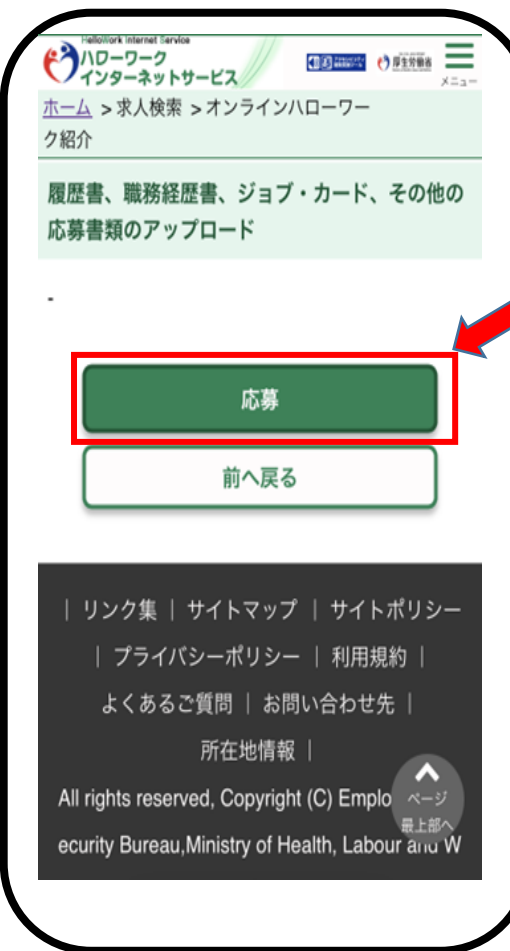 HelloWork Internet Service
ハローワーク
インターネットサービス
厚生労働省
メニュー
ホーム ＞求人検索 ＞オンラインハローワー
ク紹介
履歴書、職務経歴書、ジョブ・カード、その他の
応募書類のアップロード
-
応募
前へ戻る
｜ リンク集 ｜ サイトマップ ｜ サイトポリシー
｜ プライバシーポリシー ｜ 利用規約 ｜
よくあるご質問 ｜ お問い合わせ先 ｜
所在地情報 ｜
ページ
最上部へ
All rights reserved, Copyright (C) Emplo
ecurity Bureau,Ministry of Health, Labour and W